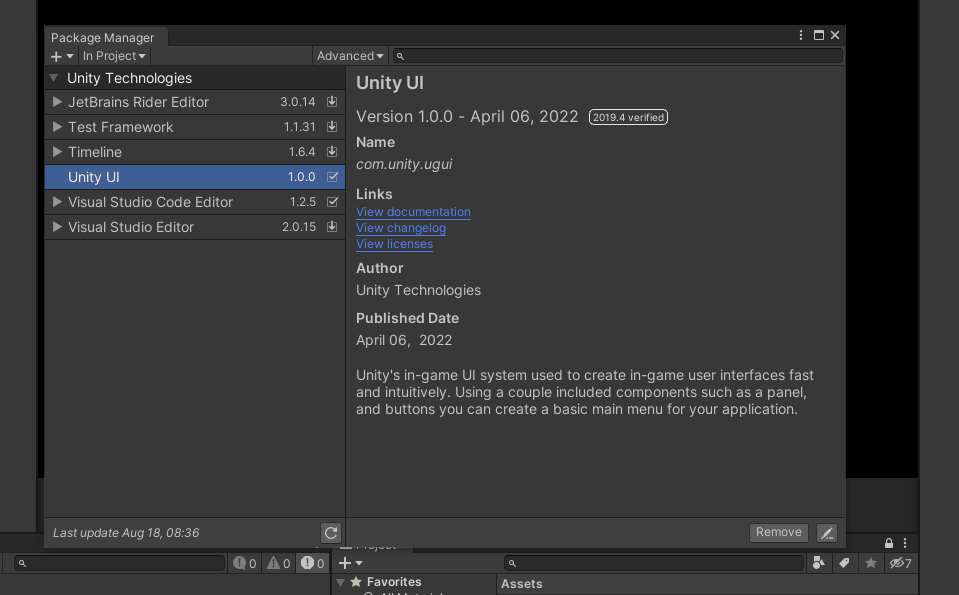 Package Manager
In Project
Advanced
Unity Technologies
JetBrains Rider Editor 3.0.14
Test Framework 1.1.31
Timeline 1.6.4
Unity UI 1.0.0
Visual Studio Code Editor 1.2.5
Visual Studio Editor 2.0.15
Last update Aug 18, 08:36
Unity UI
Version 1.0.0 - April 06, 2022 2019.4 verified
Name
com.unity.ugui
Links
View documentation
View changelog
View licenses
Author
Unity Technologies
Published Date
April 06,  2022
Unity's in-game UI system used to create in-game user interfaces fast
and intuitively. Using a couple included components such as a panel,
and buttons you can create a basic main menu for your application.
Remove
Project
0 0 0
7
Favorites
Assets